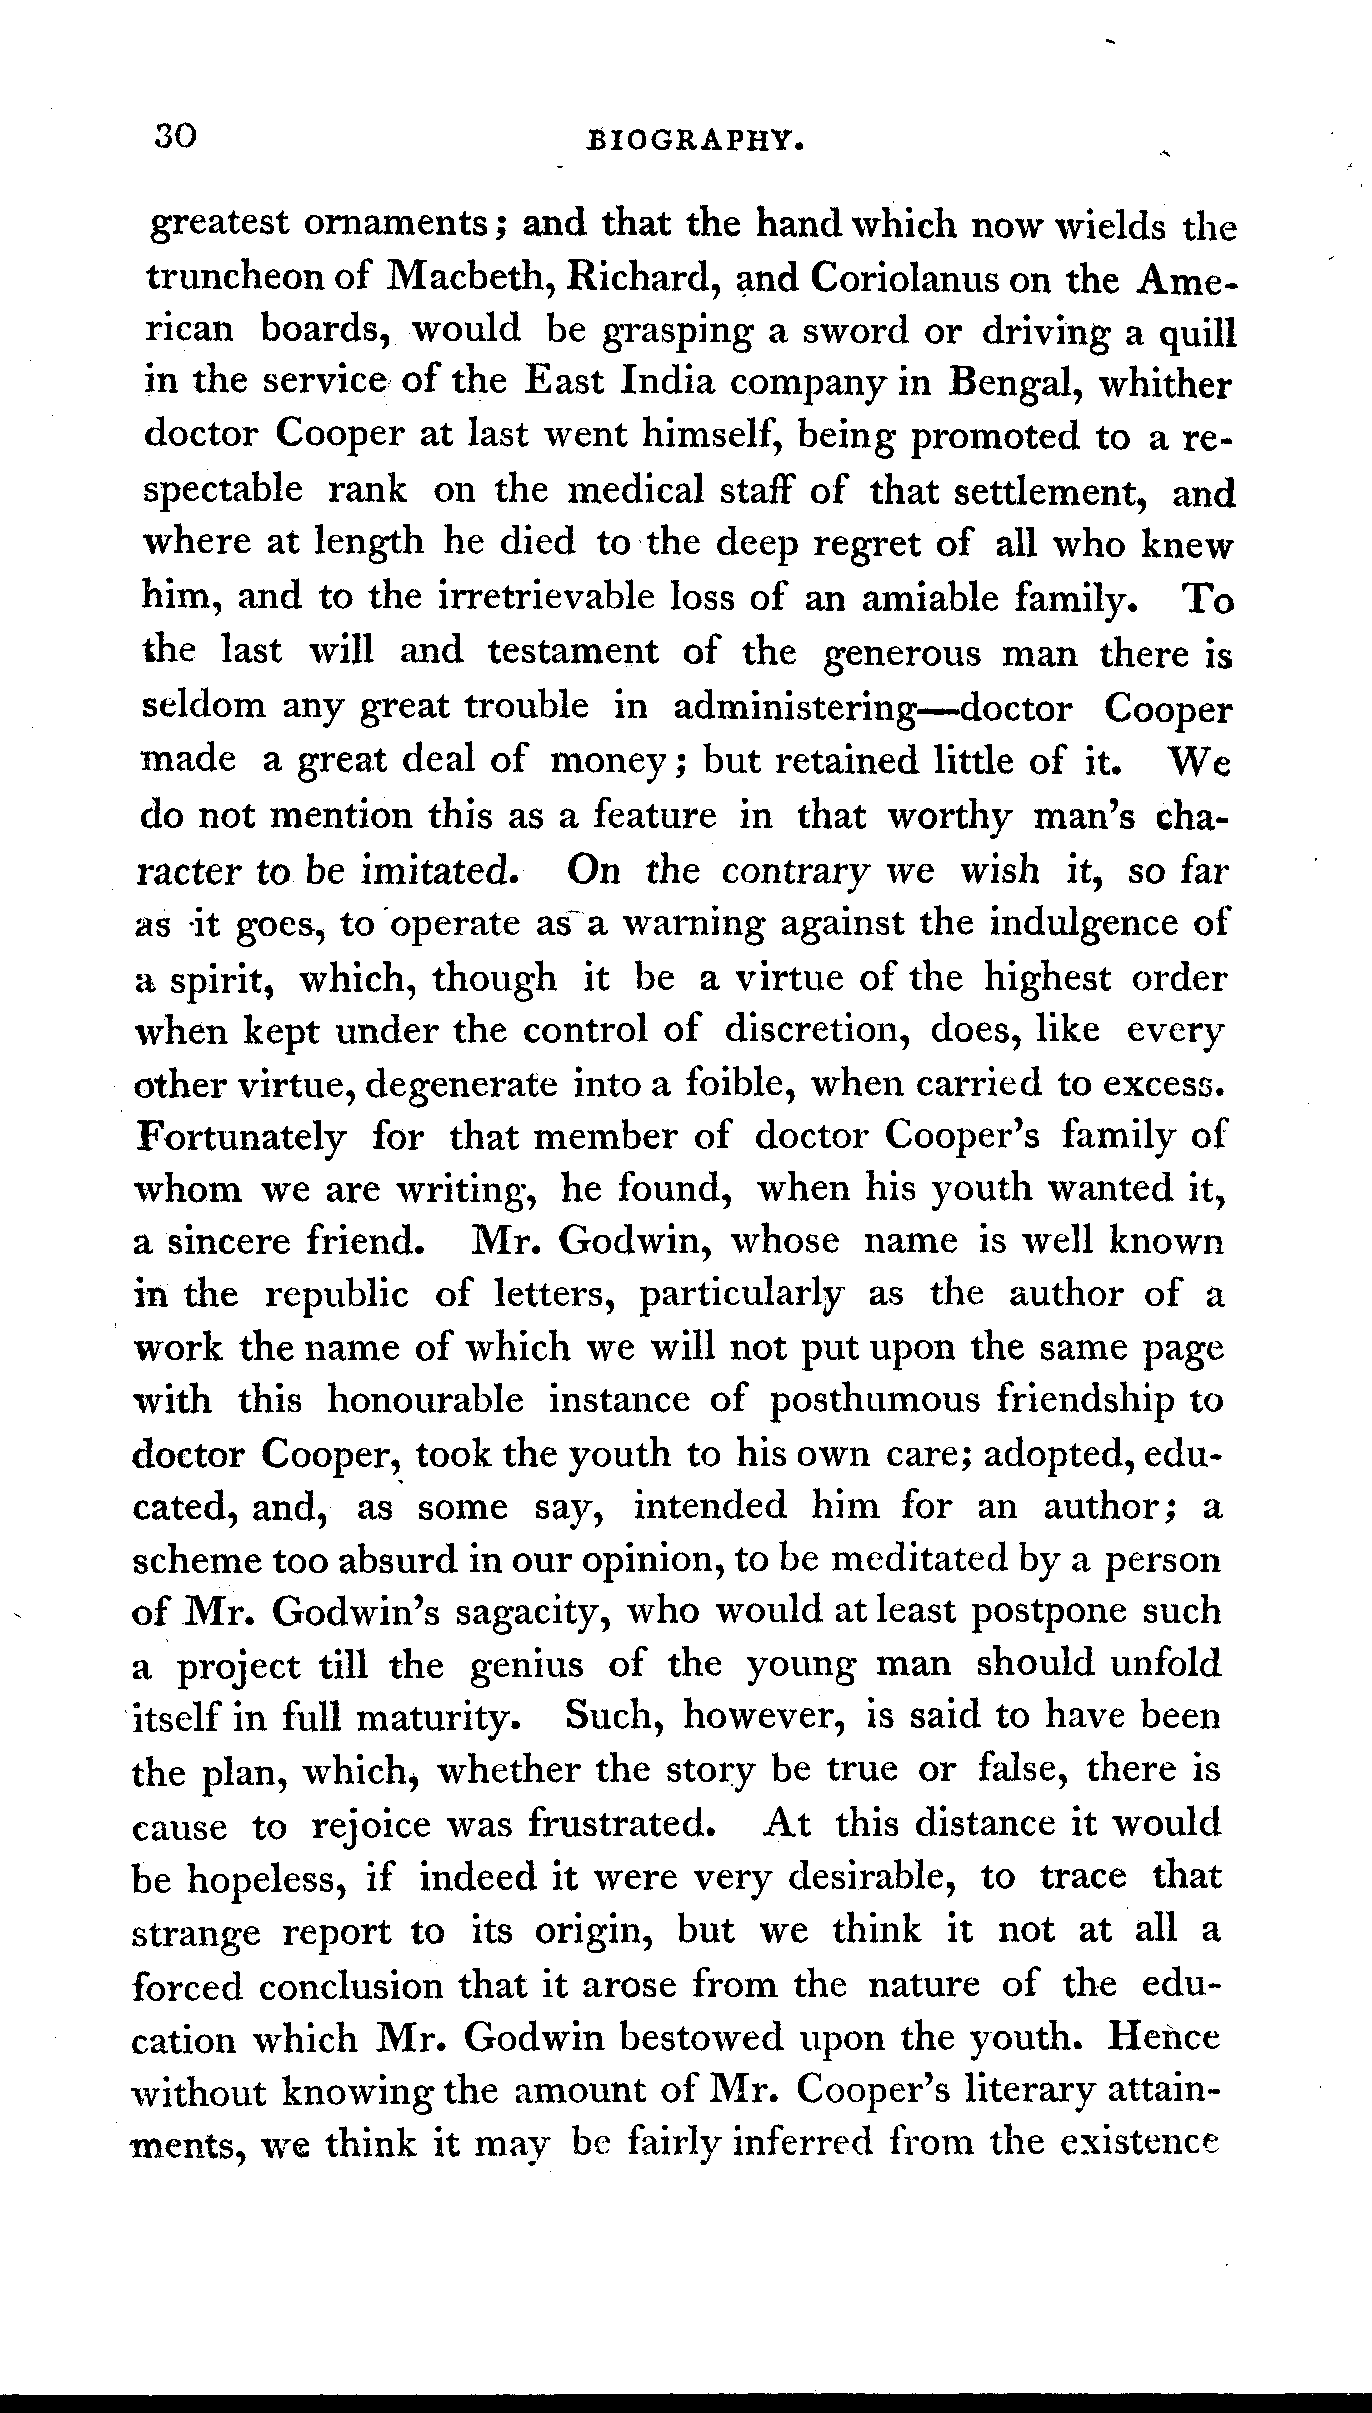 30 BIOGRAPHY.
greatest ornaments; and that the hand which now wields the
truncheon of Macbeth, Richard, and Coriolanus on the Ame-
rican boards, would be grasping a sword or driving a quill
in the service of the East India company in Bengal, whither
doctor Cooper at last went himself, being promoted to a re-
spectable rank on the medical staff of that settlement, and
where at length he died to the deep regret of all who knew
him, and to the irretrievable loss of an amiable family. To
the last will and testament of the generous man there is
seldom any great trouble in administering—doctor Cooper
made a great deal of money; but retained little of it. We
do not mention this as a feature in that worthy man's cha-
racter to be imitated. On the contrary we wish it, so far
as it goes, to operate as a warning against the indulgence of
a spirit, which, though it be a virtue of the highest order
when kept under the control of discretion, does, like every
other virtue, degenerate into a foible, when carried to excess.
Fortunately for that member of doctor Cooper's family of
whom we are writing, he found, when his youth wanted it,
a sincere friend. Mr. Godwin, whose name is well known
in the republic of letters, particularly as the author of a
work the name of which we will not put upon the same page
with this honourable instance of posthumous friendship to
doctor Cooper, took the youth to his own care; adopted, edu-
cated, and, as some say, intended him for an author; a
scheme too absurd in our opinion, to be meditated by a person
of Mr. Godwin's sagacity, who would at least postpone such
a project till the genius of the young man should unfold
itself in full maturity. Such, however, is said to have been
the plan, which, whether the story be true or false, there is
cause to rejoice was frustrated. At this distance it would
be hopeless, if indeed it were very desirable, to trace that
strange report to its origin, but we think it not at all a
forced conclusion that it arose from the nature of the edu-
cation which Mr. Godwin bestowed upon the youth. Hence
without knowing the amount of Mr. Cooper's literary attain-
ments, we think it may be fairly inferred from the existence